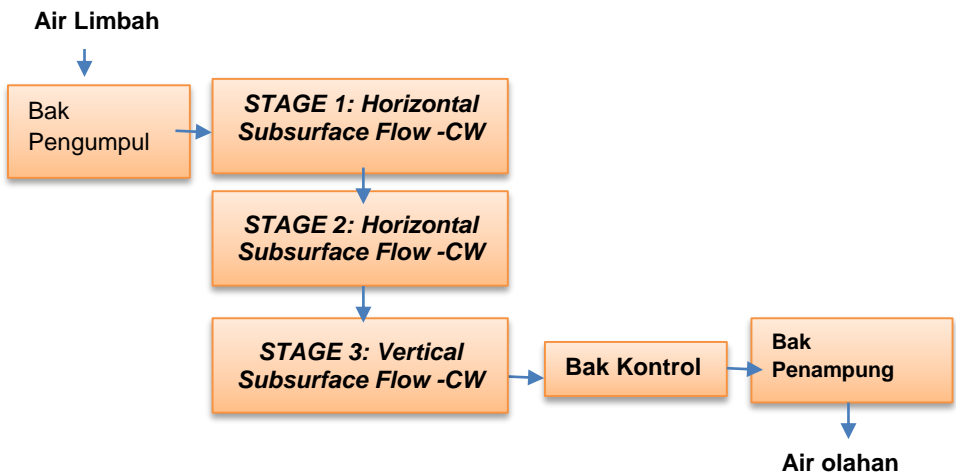 Air Limbah
Bak
Pengumpul
STAGE 1: Horizontal
Subsurface Flow -CW
STAGE 2: Horizontal
Subsurface Flow -CW
STAGE 3: Vertical
Subsurface Flow -CW
Bak Kontrol
Bak
Penampung
Air olahan